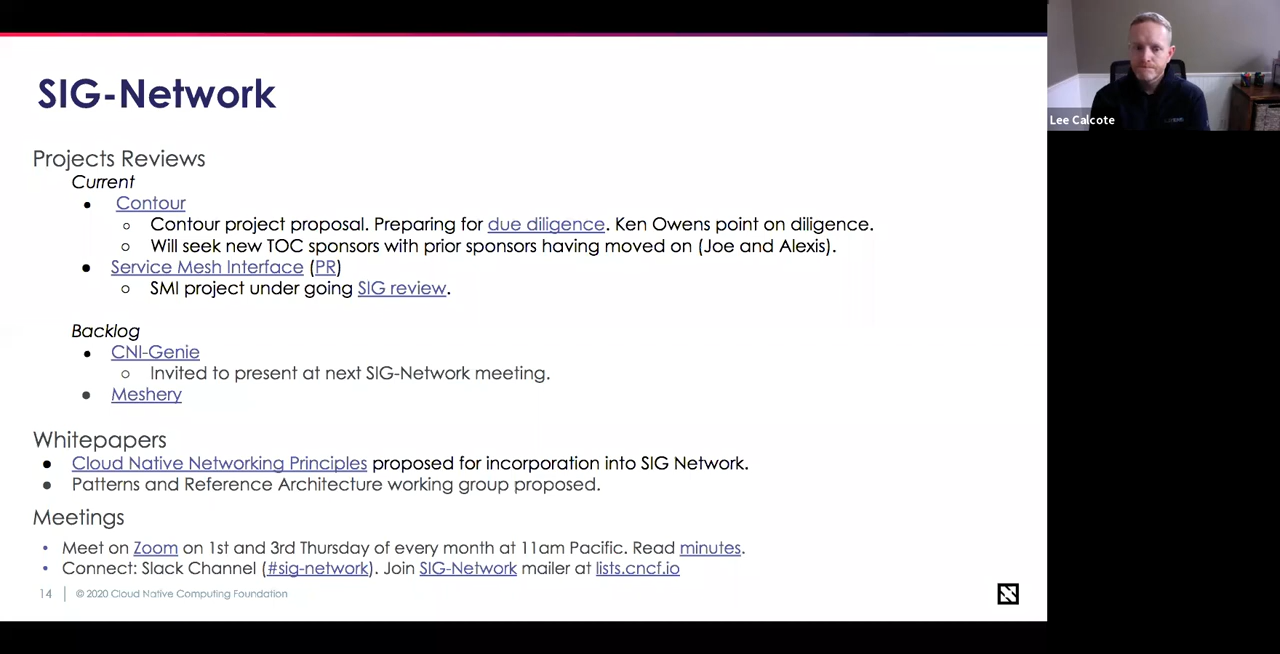 SIG-Network
Lee Calcote
Projects Reviews
Current
• Contour
○ Contour project proposal. Preparing for due diligence. Ken Owens point on diligence.
○ Will seek new TOC sponsors with prior sponsors having moved on (Joe and Alexis).
• Service Mesh Interface (PR)
○ SMI project under going SIG review.
Backlog
• CNI-Genie
○ Invited to present at next SIG-Network meeting.
• Meshery
Whitepapers
• Cloud Native Networking Principles proposed for incorporation into SIG Network.
• Patterns and Reference Architecture working group proposed.
Meetings
• Meet on Zoom on 1st and 3rd Thursday of every month at 11am Pacific. Read minutes.
• Connect: Slack Channel (#sig-network). Join SIG-Network mailer at lists.cncf.io
14 | © 2020 Cloud Native Computing Foundation